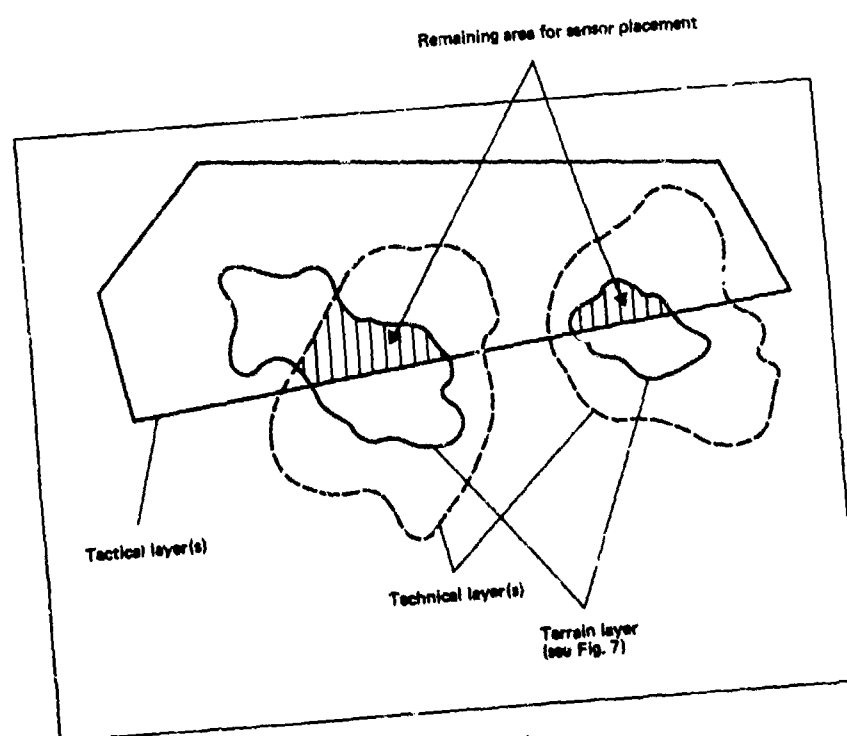 Remaining area for sensor placement
Tactical layer(s)
Technical layer(s)
Terrain layer
(see Fig. 7)